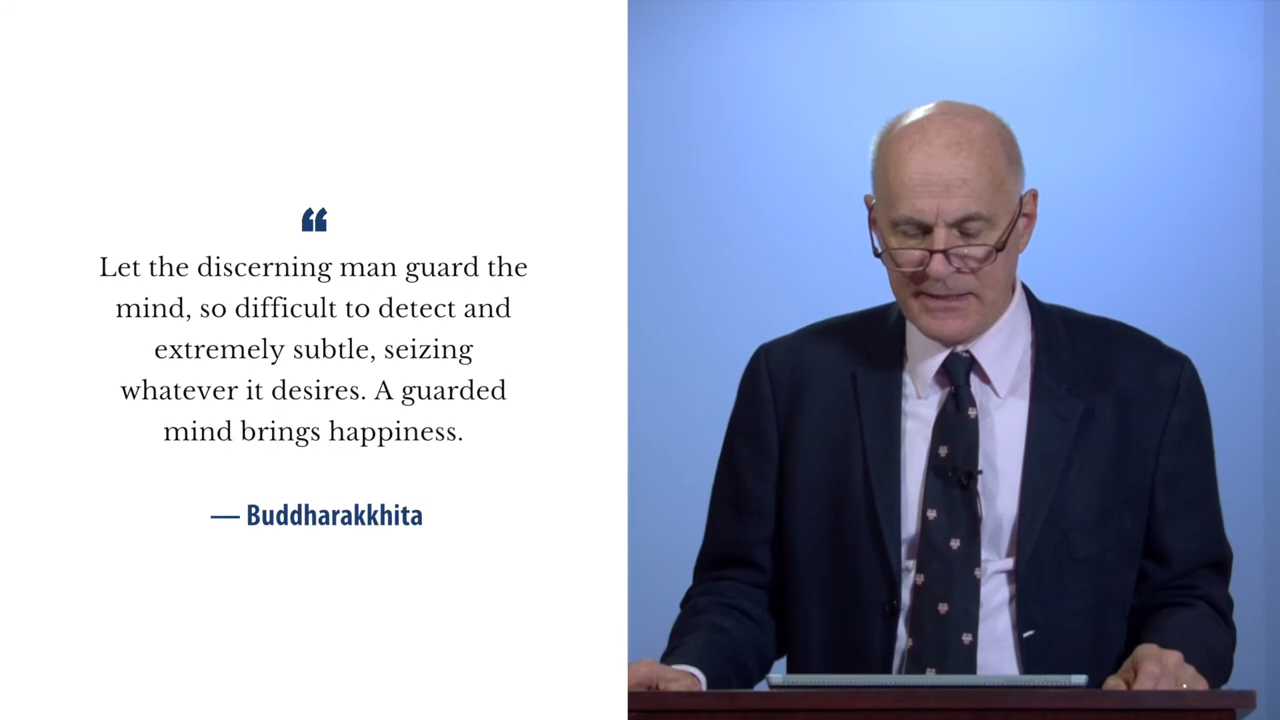 ❝
Let the discerning man guard the
mind, so difficult to detect and
extremely subtle, seizing
whatever it desires. A guarded
mind brings happiness.
— Buddharakkhita